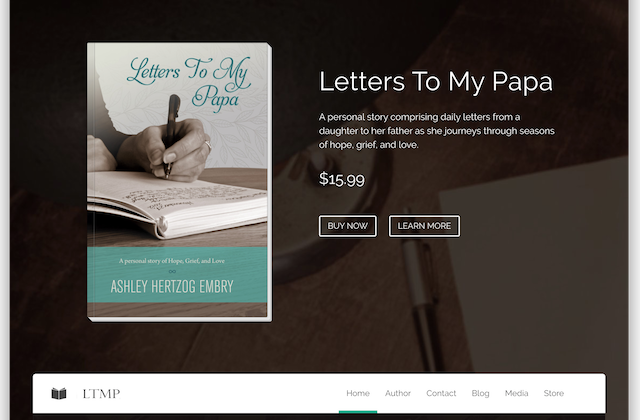 Letters To My
Papa
A personal story of Hope, Grief, and Love
ASHLEY HERTZOG EMBRY
Letters To My Papa
A personal story comprising daily letters from a
daughter to her father as she journeys through seasons
of hope, grief, and love.
$15.99
BUY NOW LEARN MORE
LTMP Home Author Contact Blog Media Store